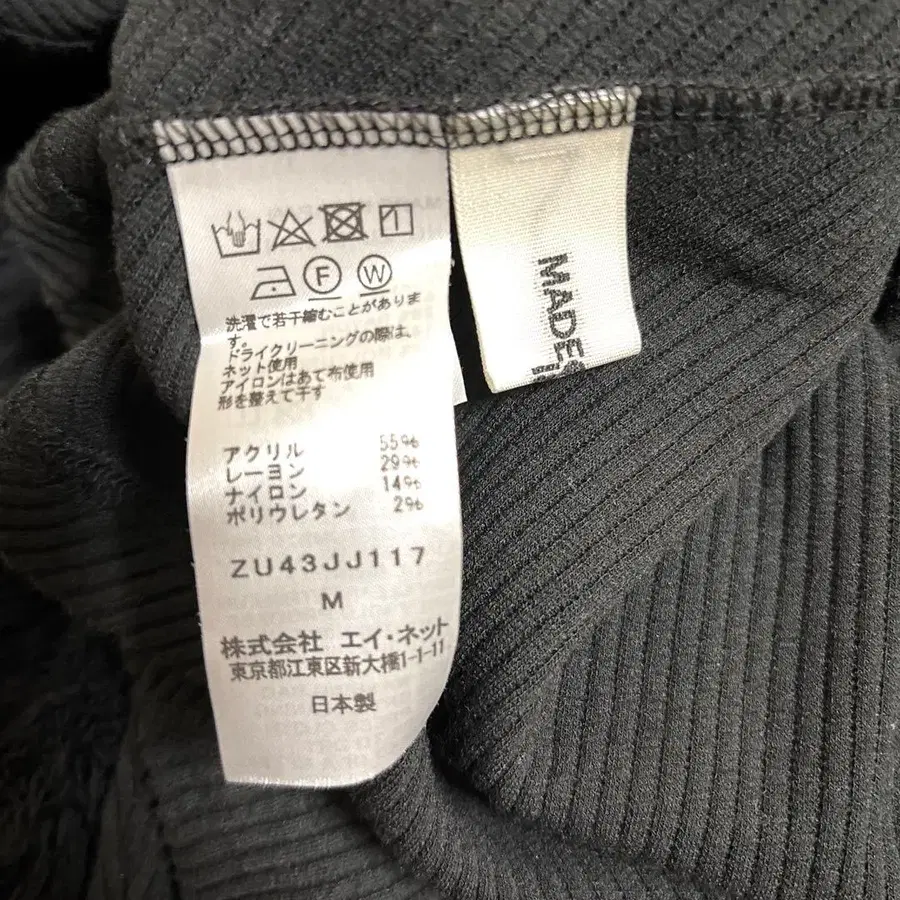 F W
洗濯で若干縮むことがありま
す。
ドライクリーニングの際は、
ネット使用
アイロンはあて布使用
形を整えて干す
アクリル 55%
レーヨン 29%
ナイロン 14%
ポリウレタン 2%
ZU43JJ117
M
株式会社 エイ・ネット
東京都江東区新大橋1-1-11
日本製
MADE